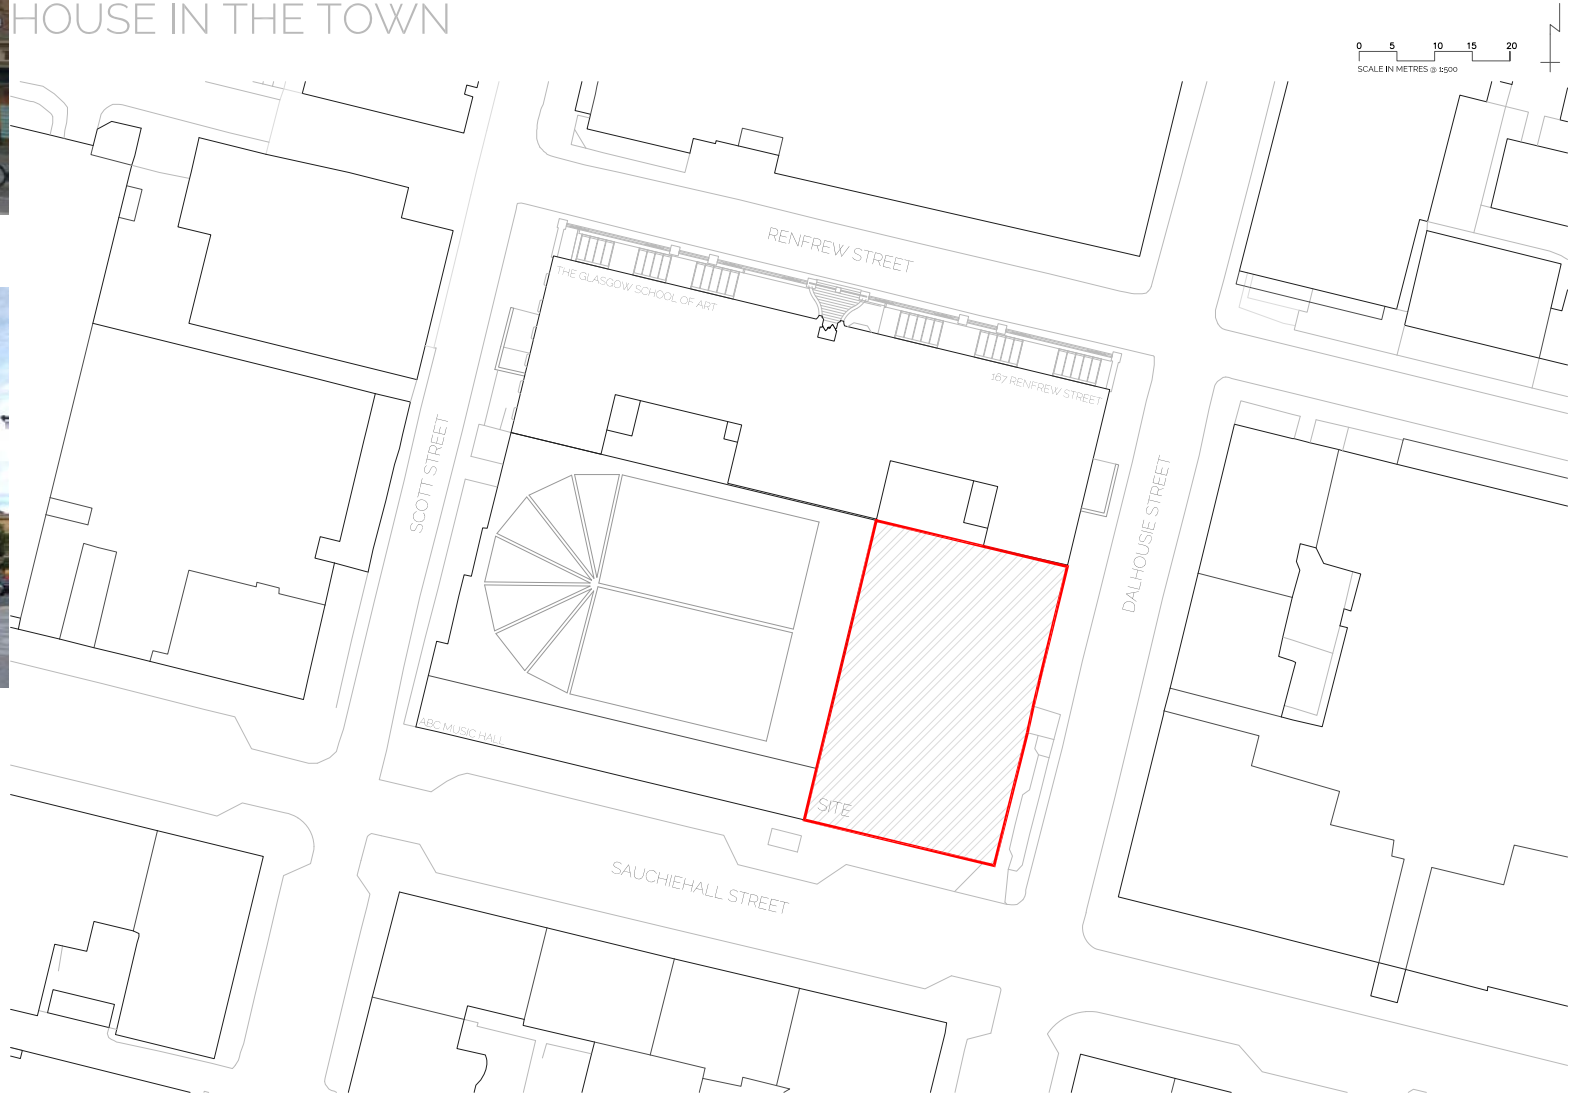 HOUSE IN THE TOWN
0 5 10 15 20
SCALE IN METRES @ 1:500
RENFREW STREET
THE GLASGOW SCHOOL OF ART
167 RENFREW STREET
SCOTT STREET
DALHOUSIE STREET
ABC MUSIC HALL
SITE
SAUCHIEHALL STREET